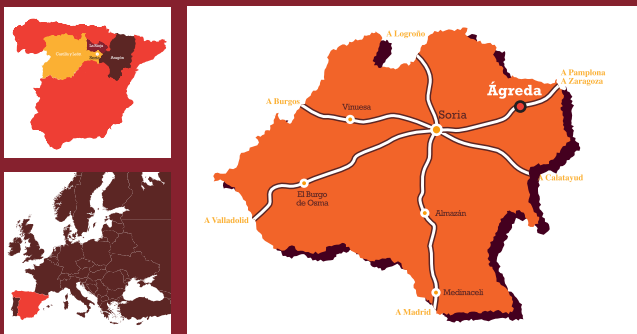 La Rioja
Castilla y León
Soria
Aragón
A Logroño
A Pamplona
A Zaragoza
Ágreda
A Burgos
Vinuesa
Soria
A Calatayud
El Burgo
de Osma
A Valladolid
Almazán
Medinaceli
A Madrid